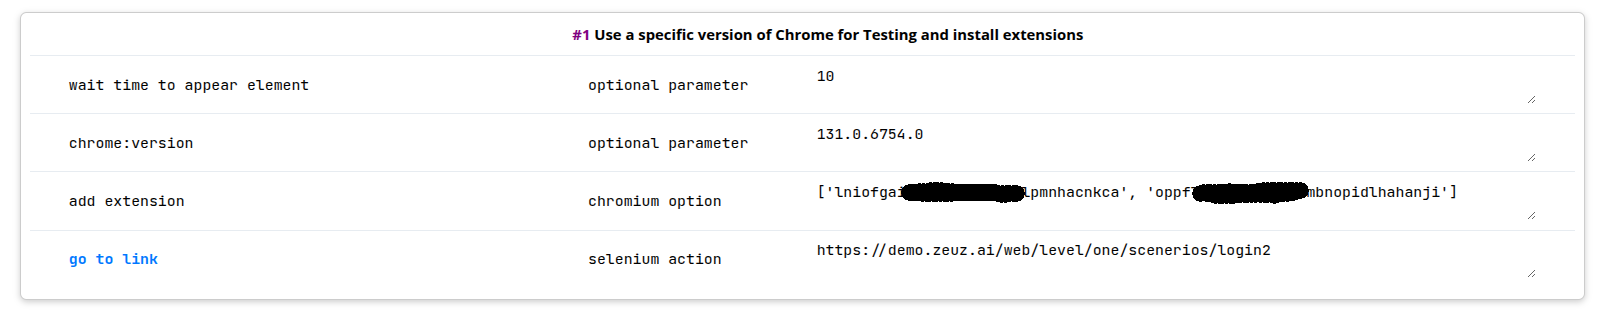 #1 Use a specific version of Chrome for Testing and install extensions
wait time to appear element optional parameter 10
chrome:version optional parameter 131.0.6754.0
add extension chromium option ['lniofgai lpmnhacnkca', 'oppf mbnopidlhahanji']
go to link selenium action https://demo.zeuz.ai/web/level/one/scenerios/login2